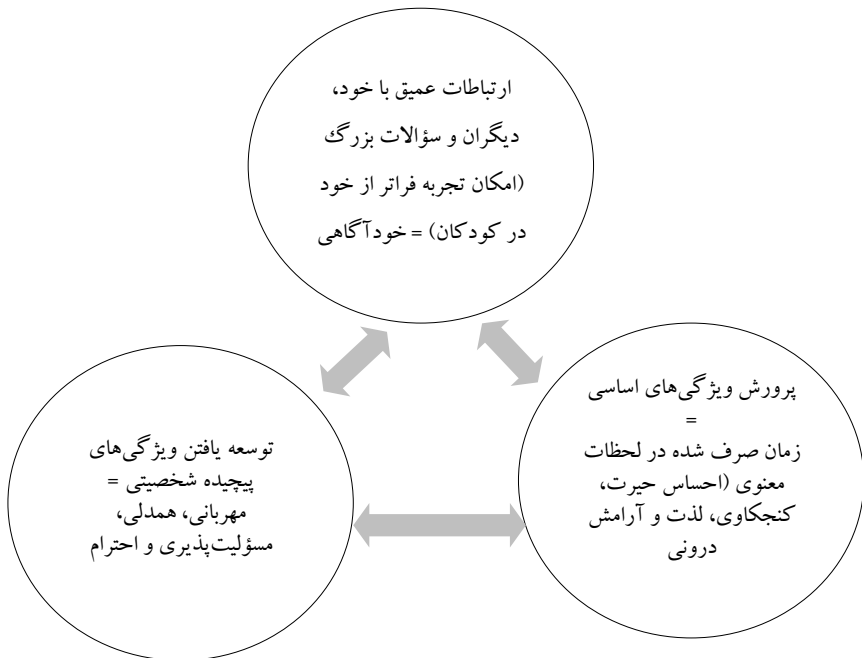 ارتباطات عمیق با خود،
دیگران و سؤالات بزرگ
(امکان تجربه فراتر از خود
در کودکان) = خودآگاهی
پرورش ویژگی‌های اساسی
=
زمان صرف شده در لحظات
معنوی (احساس حیرت،
کنجکاوی، لذت و آرامش
درونی
توسعه یافتن ویژگی‌های
پیچیده شخصیتی =
مهربانی، همدلی،
مسؤلیت‌پذیری و احترام